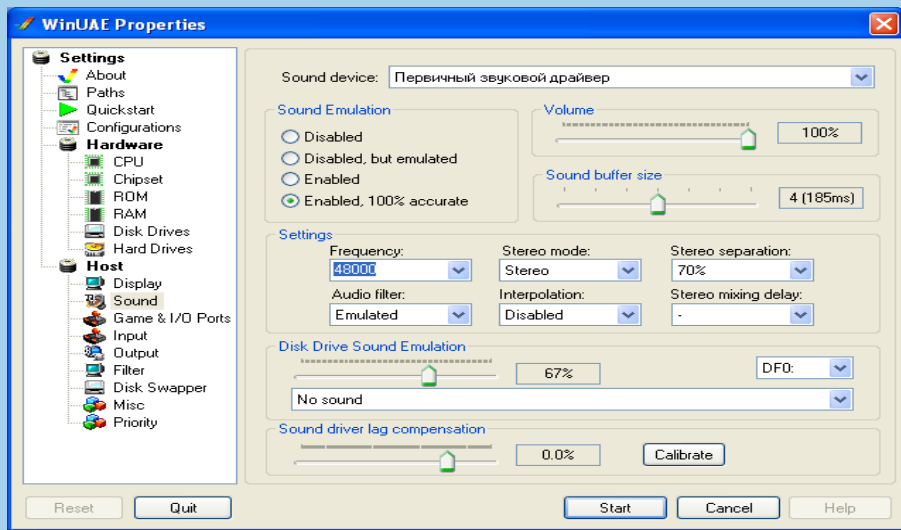 WinUAE Properties
Settings
About
Paths
Quickstart
Configurations
Hardware
CPU
Chipset
ROM
RAM
Disk Drives
Hard Drives
Host
Display
Sound
Game & I/O Ports
Input
Output
Filter
Disk Swapper
Misc
Priority
Sound device: Первичный звуковой драйвер
Sound Emulation
Disabled
Disabled, but emulated
Enabled
Enabled, 100% accurate
Volume
100%
Sound buffer size
4 (185ms)
Settings
Frequency: Stereo mode: Stereo separation:
48000 Stereo 70%
Audio filter: Interpolation: Stereo mixing delay:
Emulated Disabled -
Disk Drive Sound Emulation
67% DF0:
No sound
Sound driver lag compensation
0.0% Calibrate
Reset Quit Start Cancel Help